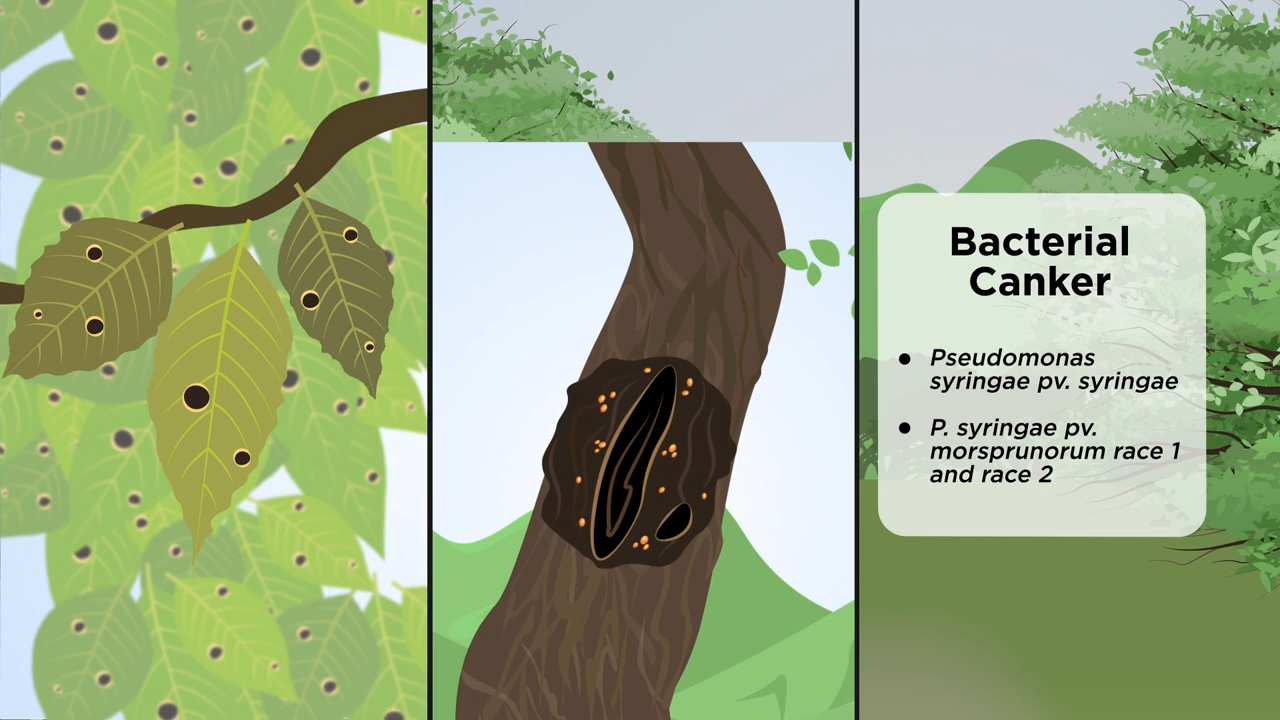 Bacterial
Canker
• Pseudomonas
syringae pv. syringae
• P. syringae pv.
morsprunorum race 1
and race 2